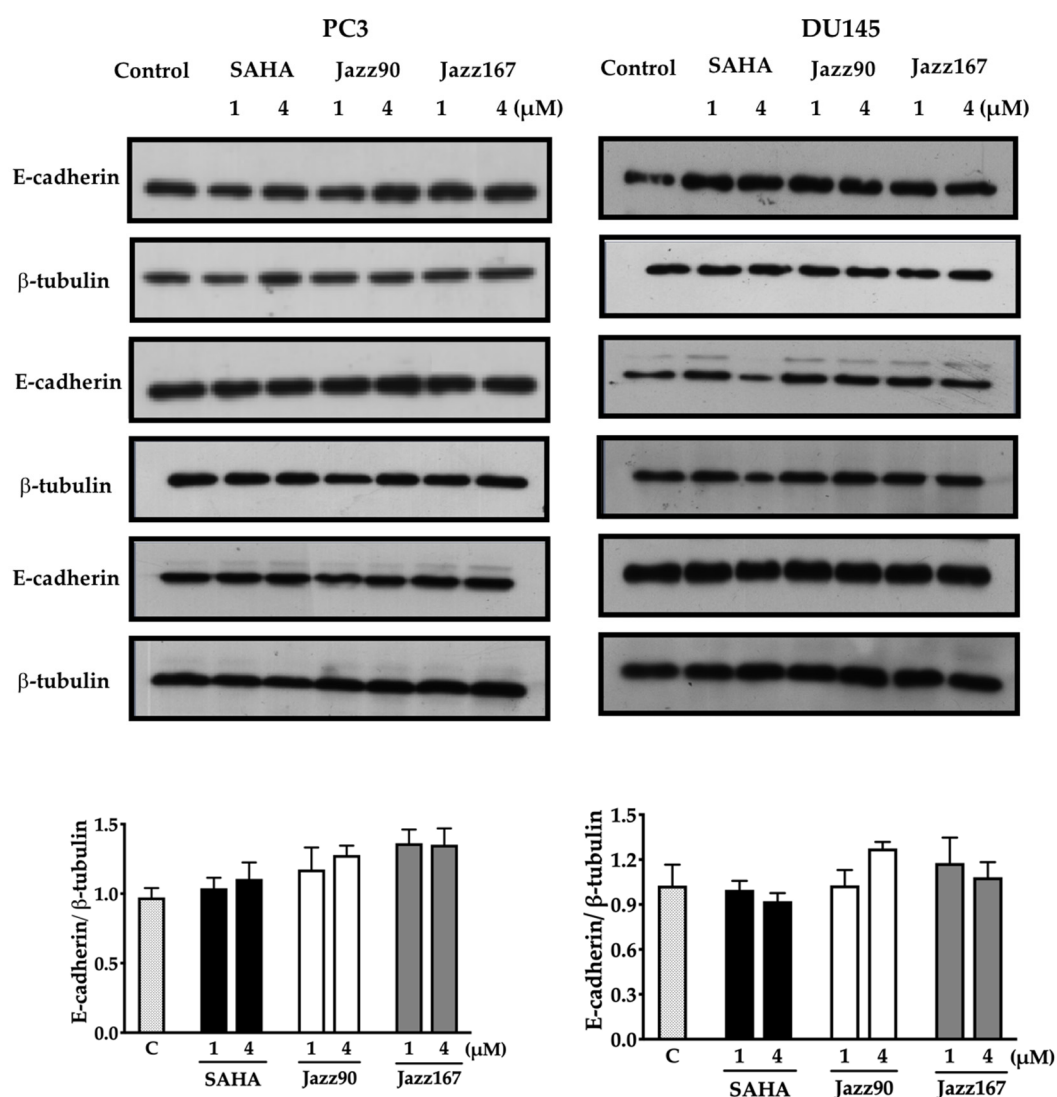 PC3 DU145
Control SAHA Jazz90 Jazz167 Control SAHA Jazz90 Jazz167
1 4 1 4 1 4 (μM) 1 4 1 4 1 4 (μM)
E-cadherin
β-tubulin
E-cadherin
β-tubulin
E-cadherin
β-tubulin
E-cadherin/ β-tubulin
1.5
1.0
0.5
0.0
C 1 4 1 4 1 4 (μM)
SAHA Jazz90 Jazz167
E-cadherin/ β-tubulin
1.5
1.2
0.9
0.6
0.3
0.0
C 1 4 1 4 1 4 (μM)
SAHA Jazz90 Jazz167